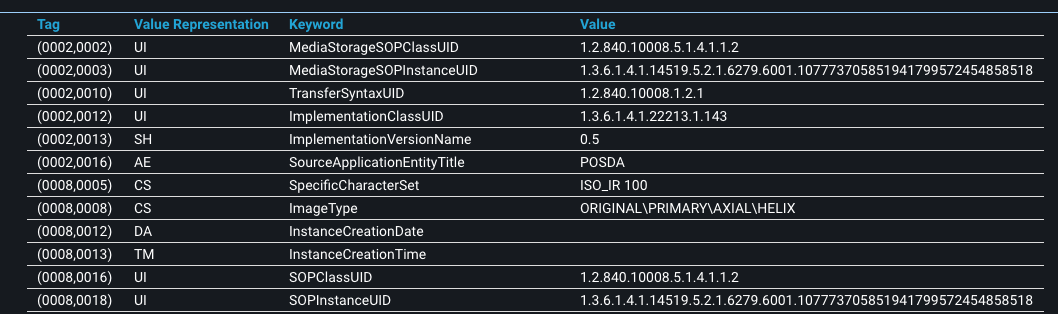 Tag Value Representation Keyword Value
(0002,0002) UI MediaStorageSOPClassUID 1.2.840.10008.5.1.4.1.1.2
(0002,0003) UI MediaStorageSOPInstanceUID 1.3.6.1.4.1.14519.5.2.1.6279.6001.107773705851941799572454858518
(0002,0010) UI TransferSyntaxUID 1.2.840.10008.1.2.1
(0002,0012) UI ImplementationClassUID 1.3.6.1.4.1.22213.1.143
(0002,0013) SH ImplementationVersionName 0.5
(0002,0016) AE SourceApplicationEntityTitle POSDA
(0008,0005) CS SpecificCharacterSet ISO_IR 100
(0008,0008) CS ImageType ORIGINAL\PRIMARY\AXIAL\HELIX
(0008,0012) DA InstanceCreationDate
(0008,0013) TM InstanceCreationTime
(0008,0016) UI SOPClassUID 1.2.840.10008.5.1.4.1.1.2
(0008,0018) UI SOPInstanceUID 1.3.6.1.4.1.14519.5.2.1.6279.6001.107773705851941799572454858518